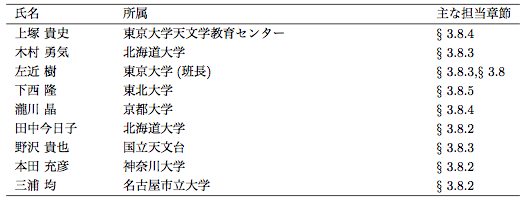 氏名 所属 主な担当章節
上塚 貴史 東京大学天文学教育センター § 3.8.4
木村 勇気 北海道大学 § 3.8.3
左近 樹 東京大学 (班長) § 3.8.3,§ 3.8
下西 隆 東北大学 § 3.8.5
瀧川 晶 京都大学 § 3.8.4
田中今日子 北海道大学 § 3.8.2
野沢 貴也 国立天文台 § 3.8.3
本田 充彦 神奈川大学 § 3.8.2
三浦 均 名古屋市立大学 § 3.8.2